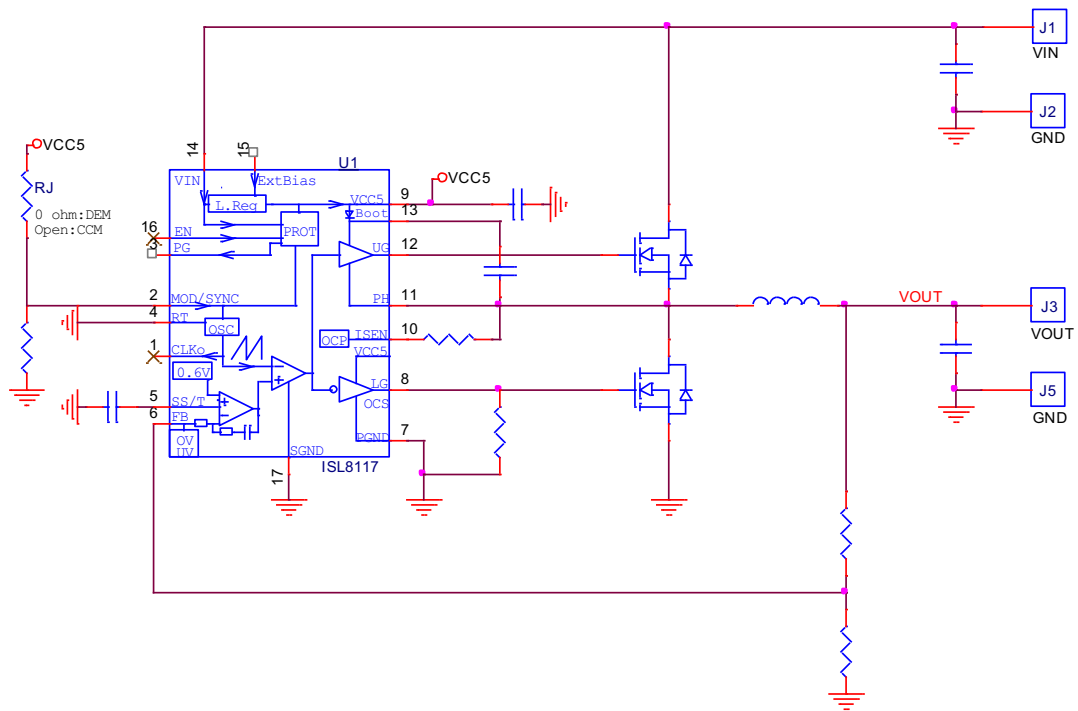 J1
VIN
J2
GND
VCC5
RJ
0 ohm:DEM
Open:CCM
14
15
U1
VIN
ExtBias
L.Reg
VCC5
9
VCC5
Boot
13
16
EN
PROT
3
PG
UG
12
2
MOD/SYNC
PH
11
4
RT
OSC
OCP
ISEN
10
1
CLKo
VCC5
0.6V
LG
8
OCS
5
SS/T
6
FB
OV
UV
PGND
7
SGND
17
ISL8117
VOUT
J3
VOUT
J5
GND